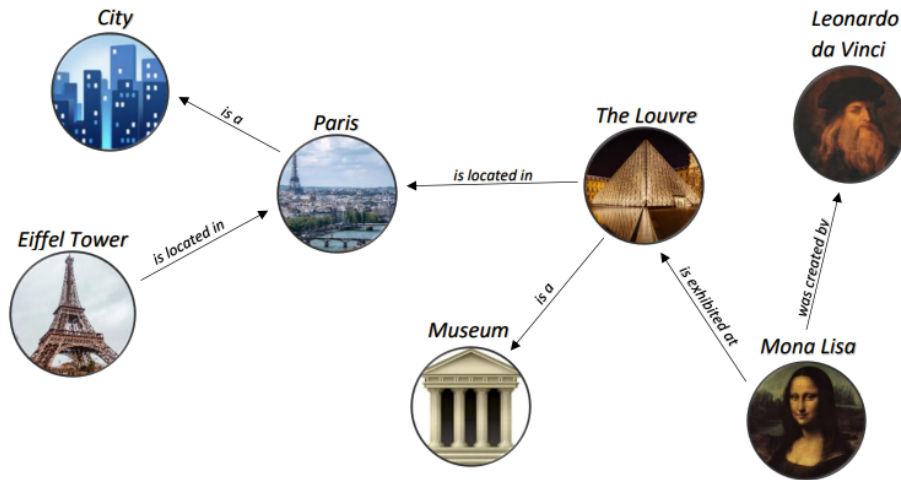 City
Leonardo
da Vinci
is a
Paris
The Louvre
is located in
Eiffel Tower
is located in
is a
is exhibited at
was created by
Museum
Mona Lisa